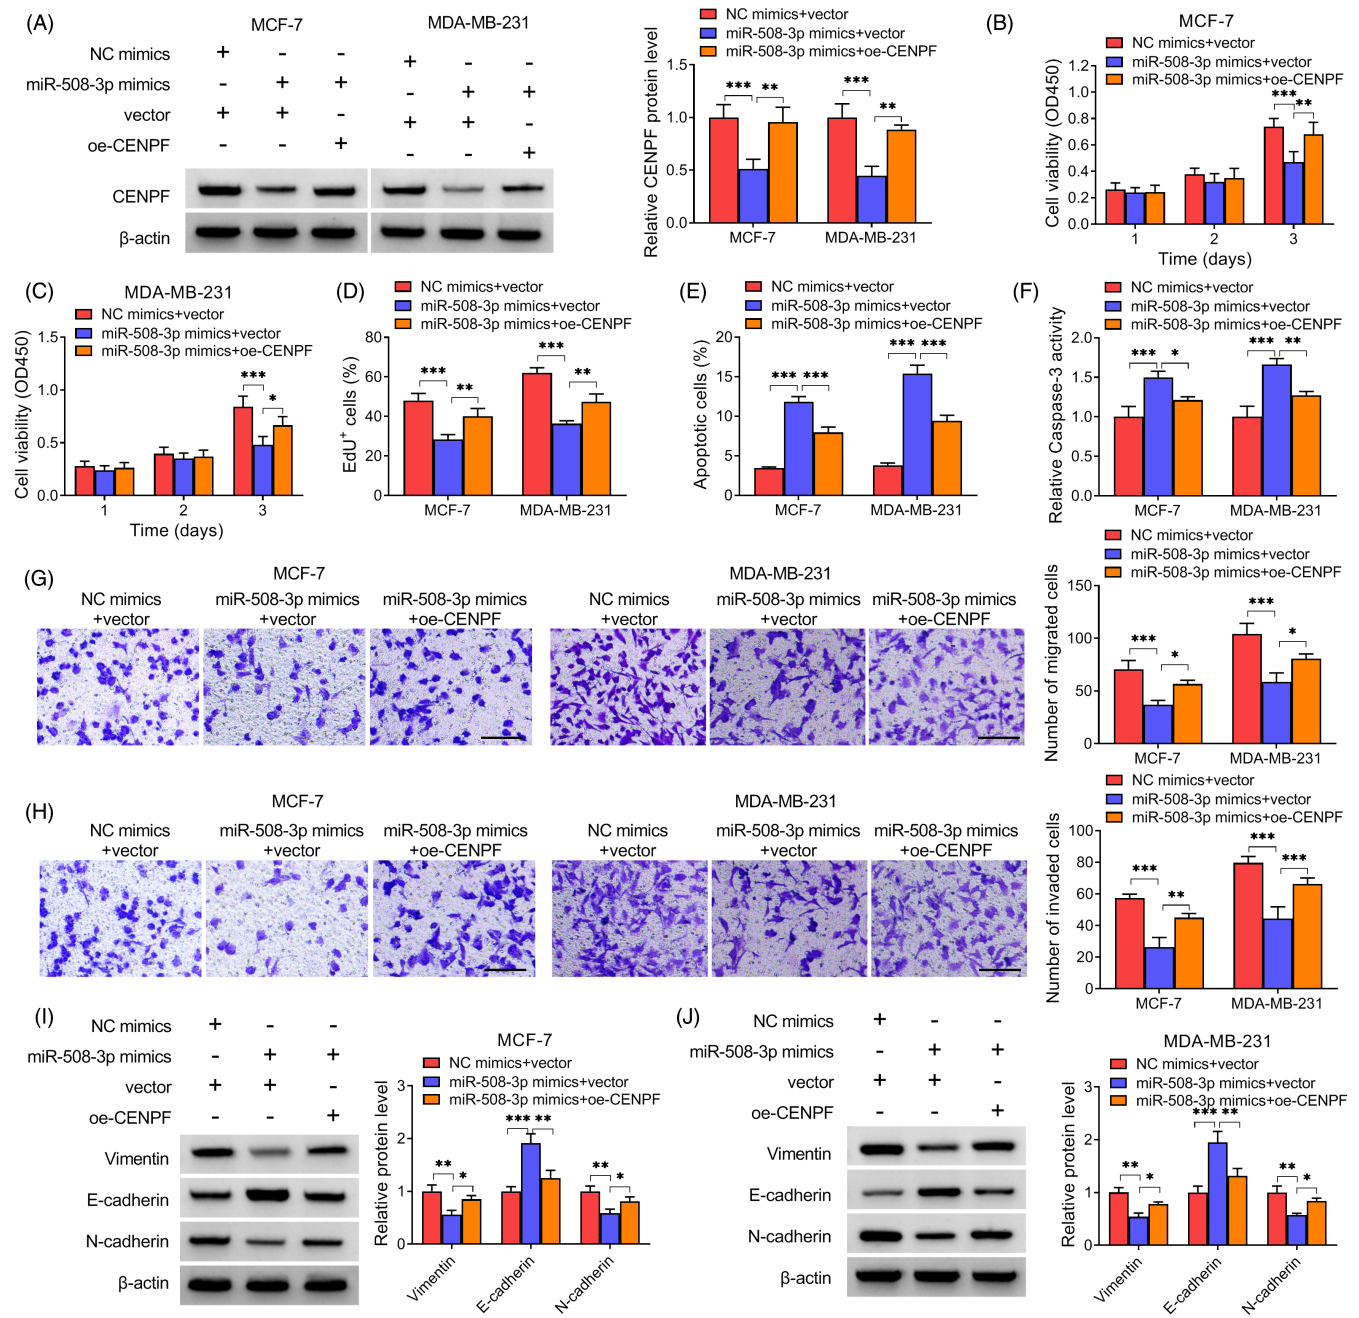 (A)
MCF-7
MDA-MB-231
NC mimics + - - + - -
miR-508-3p mimics - + + - + +
vector + + - + + -
oe-CENPF - - + - - +
CENPF
β-actin
NC mimics+vector
miR-508-3p mimics+vector
miR-508-3p mimics+oe-CENPF
Relative CENPF protein level
1.5
1.0
0.5
0.0
*** **
*** **
MCF-7
MDA-MB-231
(B)
MCF-7
NC mimics+vector
miR-508-3p mimics+vector
miR-508-3p mimics+oe-CENPF
Cell viability (OD450)
1.2
1.0
0.8
0.6
0.4
0.2
0.0
*** **
1 2 3
Time (days)
(C)
MDA-MB-231
NC mimics+vector
miR-508-3p mimics+vector
miR-508-3p mimics+oe-CENPF
Cell viability (OD450)
1.5
1.0
0.5
0.0
*** *
1 2 3
Time (days)
(D)
NC mimics+vector
miR-508-3p mimics+vector
miR-508-3p mimics+oe-CENPF
EdU+ cells (%)
80
60
40
20
0
*** **
*** **
MCF-7
MDA-MB-231
(E)
NC mimics+vector
miR-508-3p mimics+vector
miR-508-3p mimics+oe-CENPF
Apoptotic cells (%)
20
15
10
5
0
*** ***
*** ***
MCF-7
MDA-MB-231
(F)
NC mimics+vector
miR-508-3p mimics+vector
miR-508-3p mimics+oe-CENPF
Relative Caspase-3 activity
2.0
1.5
1.0
0.5
0.0
*** *
*** **
MCF-7
MDA-MB-231
(G)
MCF-7
MDA-MB-231
NC mimics
+vector
miR-508-3p mimics
+vector
miR-508-3p mimics
+oe-CENPF
NC mimics
+vector
miR-508-3p mimics
+vector
miR-508-3p mimics
+oe-CENPF
NC mimics+vector
miR-508-3p mimics+vector
miR-508-3p mimics+oe-CENPF
Number of migrated cells
150
100
50
0
*** *
*** *
MCF-7
MDA-MB-231
(H)
MCF-7
MDA-MB-231
NC mimics
+vector
miR-508-3p mimics
+vector
miR-508-3p mimics
+oe-CENPF
NC mimics
+vector
miR-508-3p mimics
+vector
miR-508-3p mimics
+oe-CENPF
NC mimics+vector
miR-508-3p mimics+vector
miR-508-3p mimics+oe-CENPF
Number of invaded cells
100
80
60
40
20
0
*** **
*** ***
MCF-7
MDA-MB-231
(I)
NC mimics + - -
miR-508-3p mimics - + +
vector + + -
oe-CENPF - - +
Vimentin
E-cadherin
N-cadherin
β-actin
MCF-7
NC mimics+vector
miR-508-3p mimics+vector
miR-508-3p mimics+oe-CENPF
Relative protein level
3
2
1
0
** *
*** **
** *
Vimentin
E-cadherin
N-cadherin
(J)
NC mimics + - -
miR-508-3p mimics - + +
vector + + -
oe-CENPF - - +
Vimentin
E-cadherin
N-cadherin
β-actin
MDA-MB-231
NC mimics+vector
miR-508-3p mimics+vector
miR-508-3p mimics+oe-CENPF
Relative protein level
3
2
1
0
** *
*** **
** *
Vimentin
E-cadherin
N-cadherin